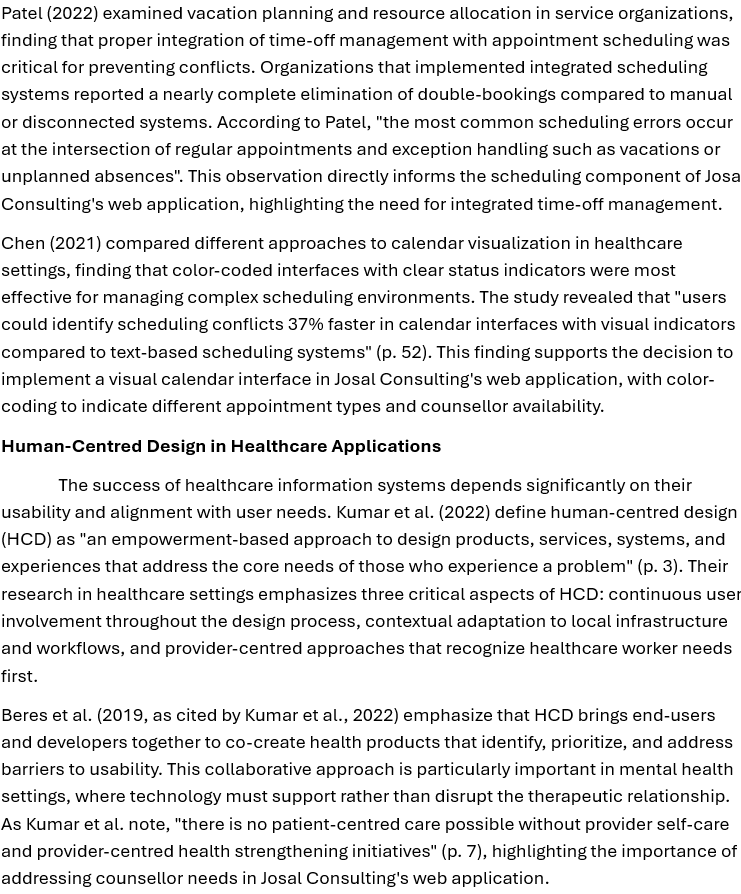 Patel (2022) examined vacation planning and resource allocation in service organizations,
finding that proper integration of time-off management with appointment scheduling was
critical for preventing conflicts. Organizations that implemented integrated scheduling
systems reported a nearly complete elimination of double-bookings compared to manual
or disconnected systems. According to Patel, "the most common scheduling errors occur
at the intersection of regular appointments and exception handling such as vacations or
unplanned absences". This observation directly informs the scheduling component of Josa
Consulting's web application, highlighting the need for integrated time-off management.
Chen (2021) compared different approaches to calendar visualization in healthcare
settings, finding that color-coded interfaces with clear status indicators were most
effective for managing complex scheduling environments. The study revealed that "users
could identify scheduling conflicts 37% faster in calendar interfaces with visual indicators
compared to text-based scheduling systems" (p. 52). This finding supports the decision to
implement a visual calendar interface in Josal Consulting's web application, with color-
coding to indicate different appointment types and counsellor availability.
Human-Centred Design in Healthcare Applications
The success of healthcare information systems depends significantly on their
usability and alignment with user needs. Kumar et al. (2022) define human-centred design
(HCD) as "an empowerment-based approach to design products, services, systems, and
experiences that address the core needs of those who experience a problem" (p. 3). Their
research in healthcare settings emphasizes three critical aspects of HCD: continuous user
involvement throughout the design process, contextual adaptation to local infrastructure
and workflows, and provider-centred approaches that recognize healthcare worker needs
first.
Beres et al. (2019, as cited by Kumar et al., 2022) emphasize that HCD brings end-users
and developers together to co-create health products that identify, prioritize, and address
barriers to usability. This collaborative approach is particularly important in mental health
settings, where technology must support rather than disrupt the therapeutic relationship.
As Kumar et al. note, "there is no patient-centred care possible without provider self-care
and provider-centred health strengthening initiatives" (p. 7), highlighting the importance of
addressing counsellor needs in Josal Consulting's web application.